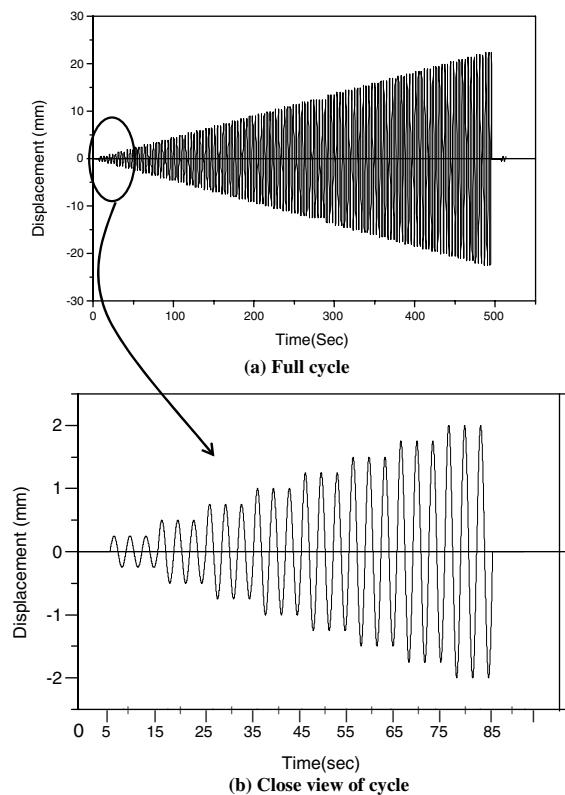 30
20
10
0
-10
-20
-30
Displacement (mm)
0 100 200 300 400 500
Time(Sec)
(a) Full cycle
2
1
0
-1
-2
Displacement (mm)
0 5 15 25 35 45 55 65 75 85
Time(sec)
(b) Close view of cycle